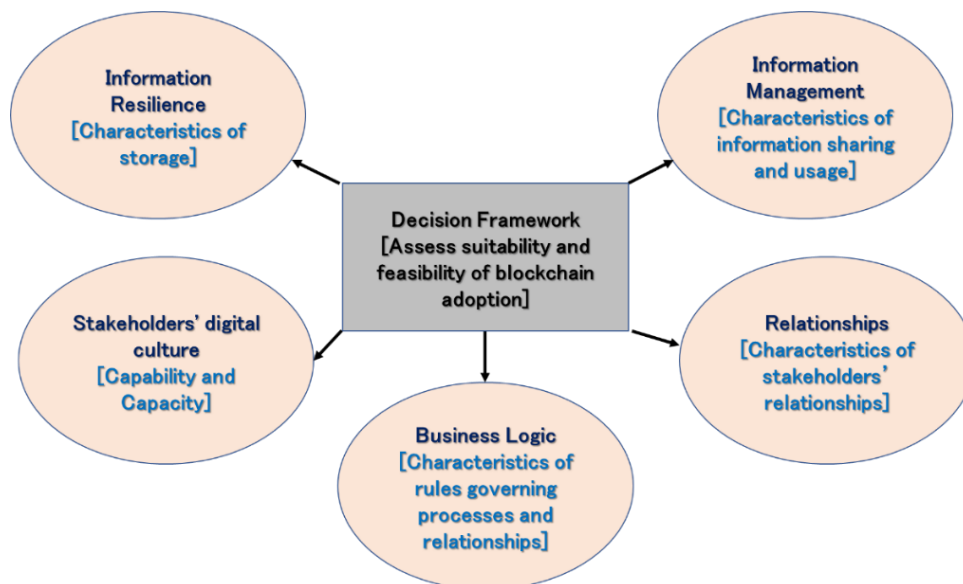 Information
Resilience
[Characteristics of
storage]
Information
Management
[Characteristics of
information sharing
and usage]
Decision Framework
[Assess suitability and
feasibility of blockchain
adoption]
Stakeholders' digital
culture
[Capability and
Capacity]
Relationships
[Characteristics of
stakeholders'
relationships]
Business Logic
[Characteristics of
rules governing
processes and
relationships]